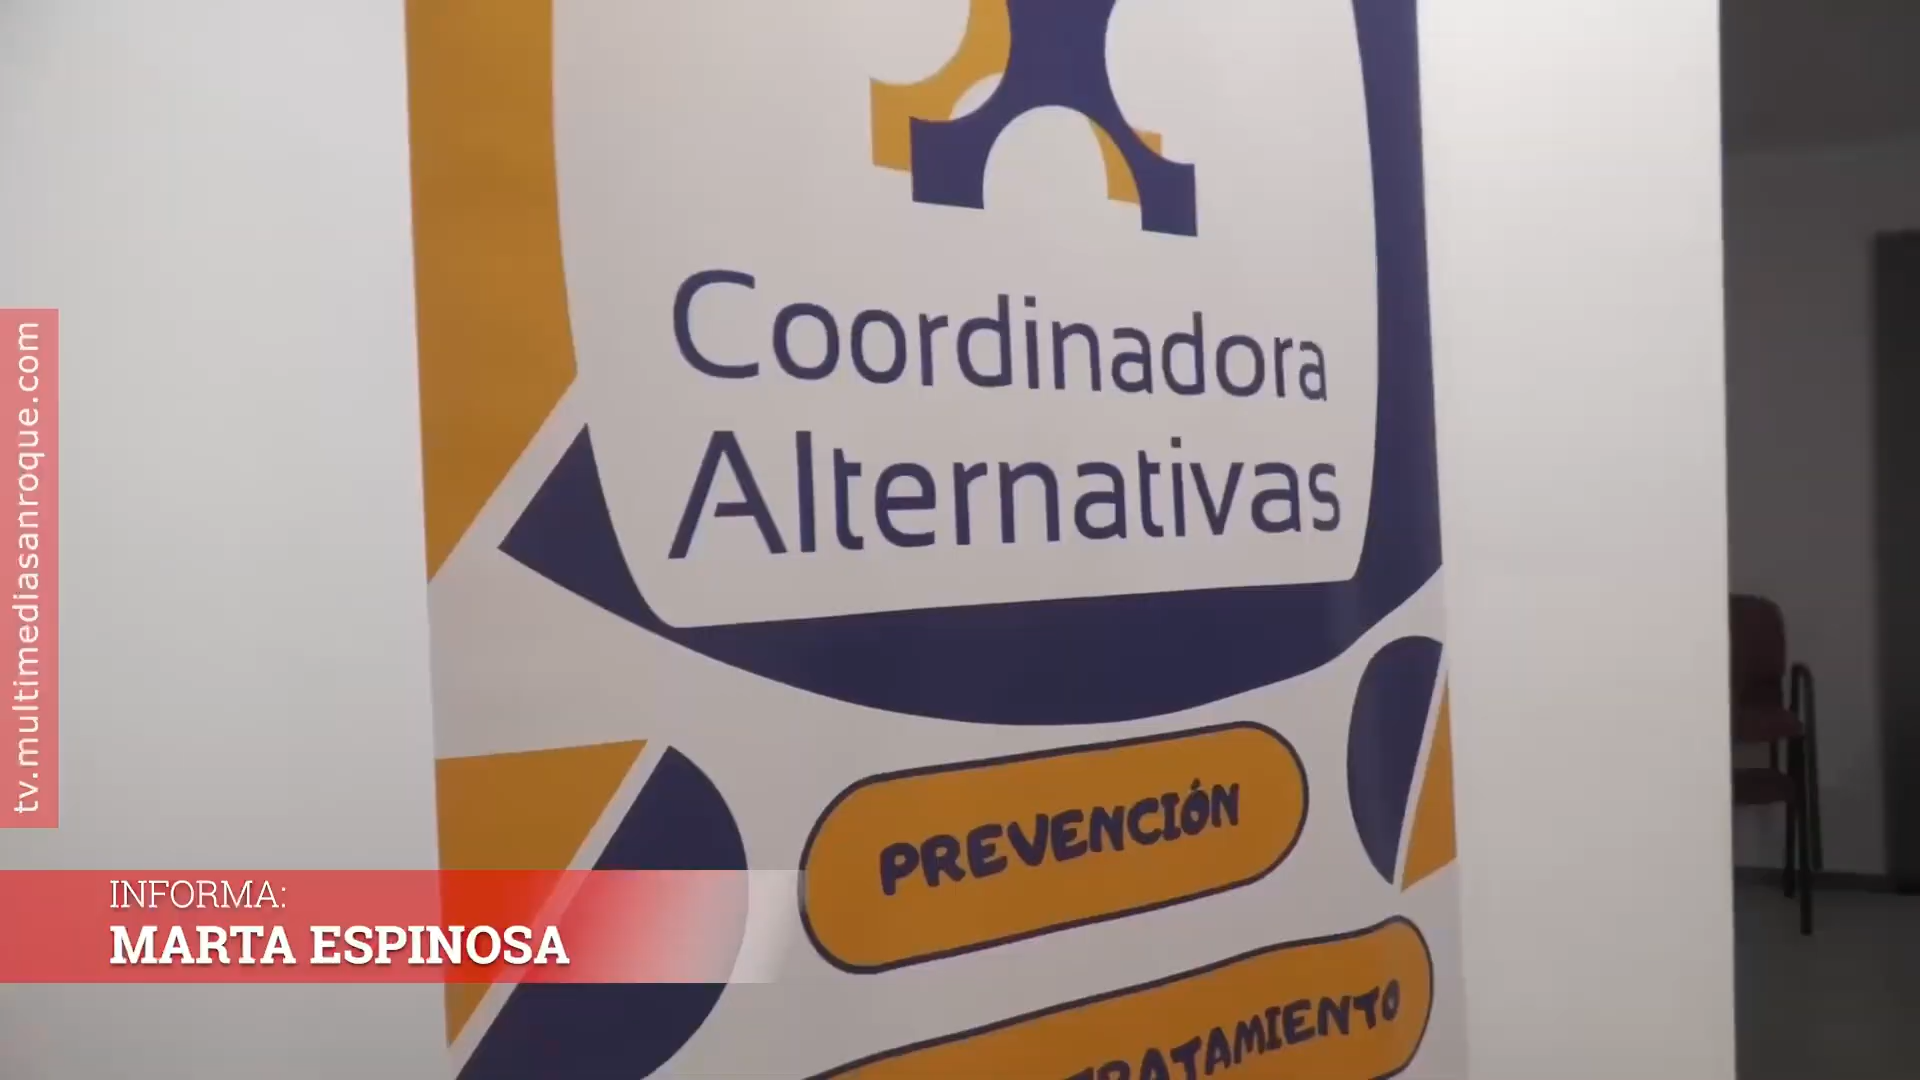 Coordinadora
Alternativas
PREVENCIÓN
TRATAMIENTO
tv.multimediasanroque.com
INFORMA:
MARTA ESPINOSA